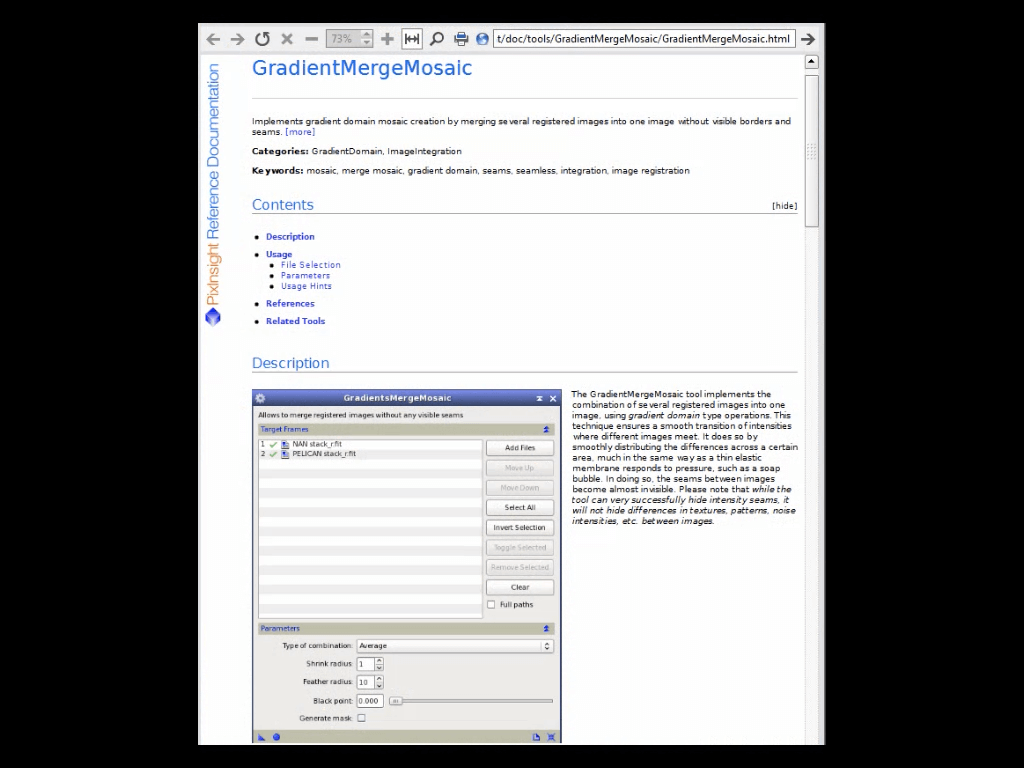 73%
t/doc/tools/GradientMergeMosaic/GradientMergeMosaic.html
PixInsight Reference Documentation
GradientMergeMosaic
Implements gradient domain mosaic creation by merging several registered images into one image without visible borders and
seams. [more]
Categories: GradientDomain, ImageIntegration
Keywords: mosaic, merge mosaic, gradient domain, seams, seamless, integration, image registration
Contents
[hide]
Description
Usage
File Selection
Parameters
Usage Hints
References
Related Tools
Description
GradientsMergeMosaic
Allows to merge registered images without any visible seams
Target Frames
1 NAN stack_r.fit
2 PELICAN stack_r.fit
Add Files
Move Up
Move Down
Select All
Invert Selection
Toggle Selected
Remove Selected
Clear
Full paths
Parameters
Type of combination: Average
Shrink radius: 1
Feather radius: 10
Black point: 0.000
Generate mask:
The GradientMergeMosaic tool implements the
combination of several registered images into one
image, using gradient domain type operations. This
technique ensures a smooth transition of intensities
where different images meet. It does so by
smoothly distributing the differences across a certain
area, much in the same way as a thin elastic
membrane responds to pressure, such as a soap
bubble. In doing so, the seams between images
become almost invisible. Please note that while the
tool can very successfully hide intensity seams, it
will not hide differences in textures, patterns, noise
intensities, etc. between images.